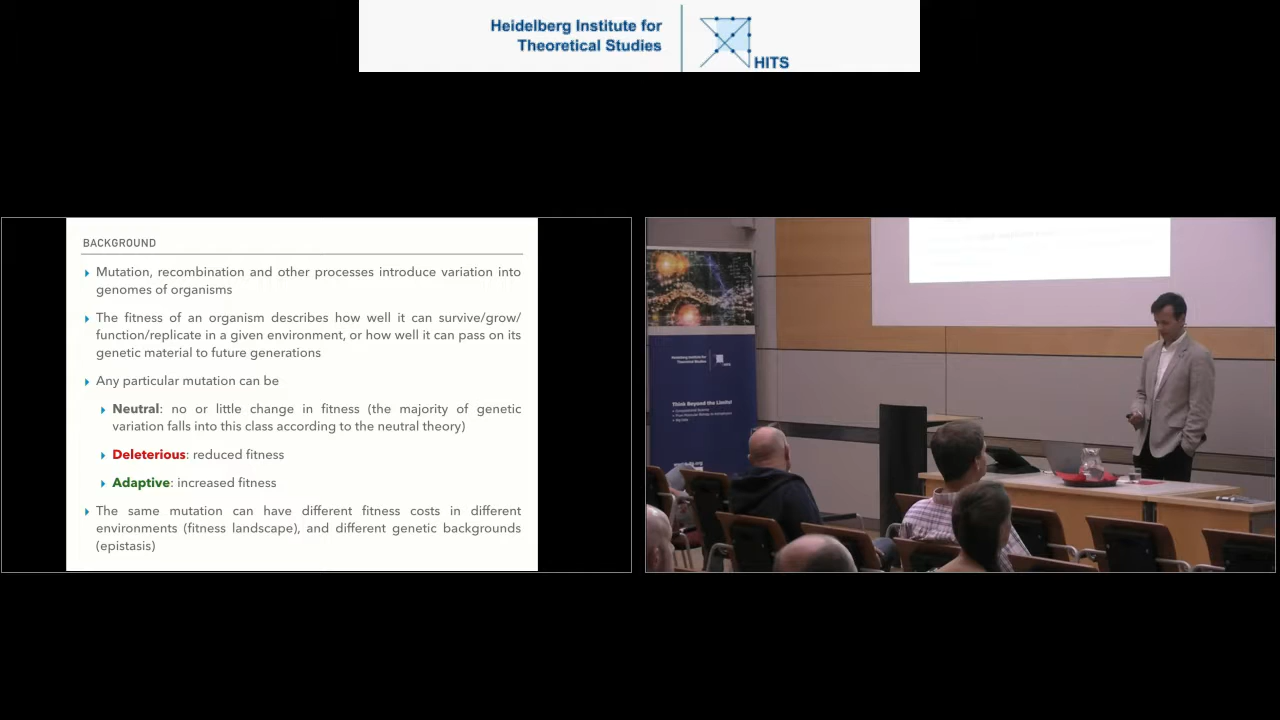 Heidelberg Institute for
Theoretical Studies
HITS
BACKGROUND
Mutation, recombination and other processes introduce variation into
genomes of organisms
The fitness of an organism describes how well it can survive/grow/
function/replicate in a given environment, or how well it can pass on its
genetic material to future generations
Any particular mutation can be
Neutral: no or little change in fitness (the majority of genetic
variation falls into this class according to the neutral theory)
Deleterious: reduced fitness
Adaptive: increased fitness
The same mutation can have different fitness costs in different
environments (fitness landscape), and different genetic backgrounds
(epistasis)
Heidelberg Institute for
Theoretical Studies
Think Beyond the Limits!